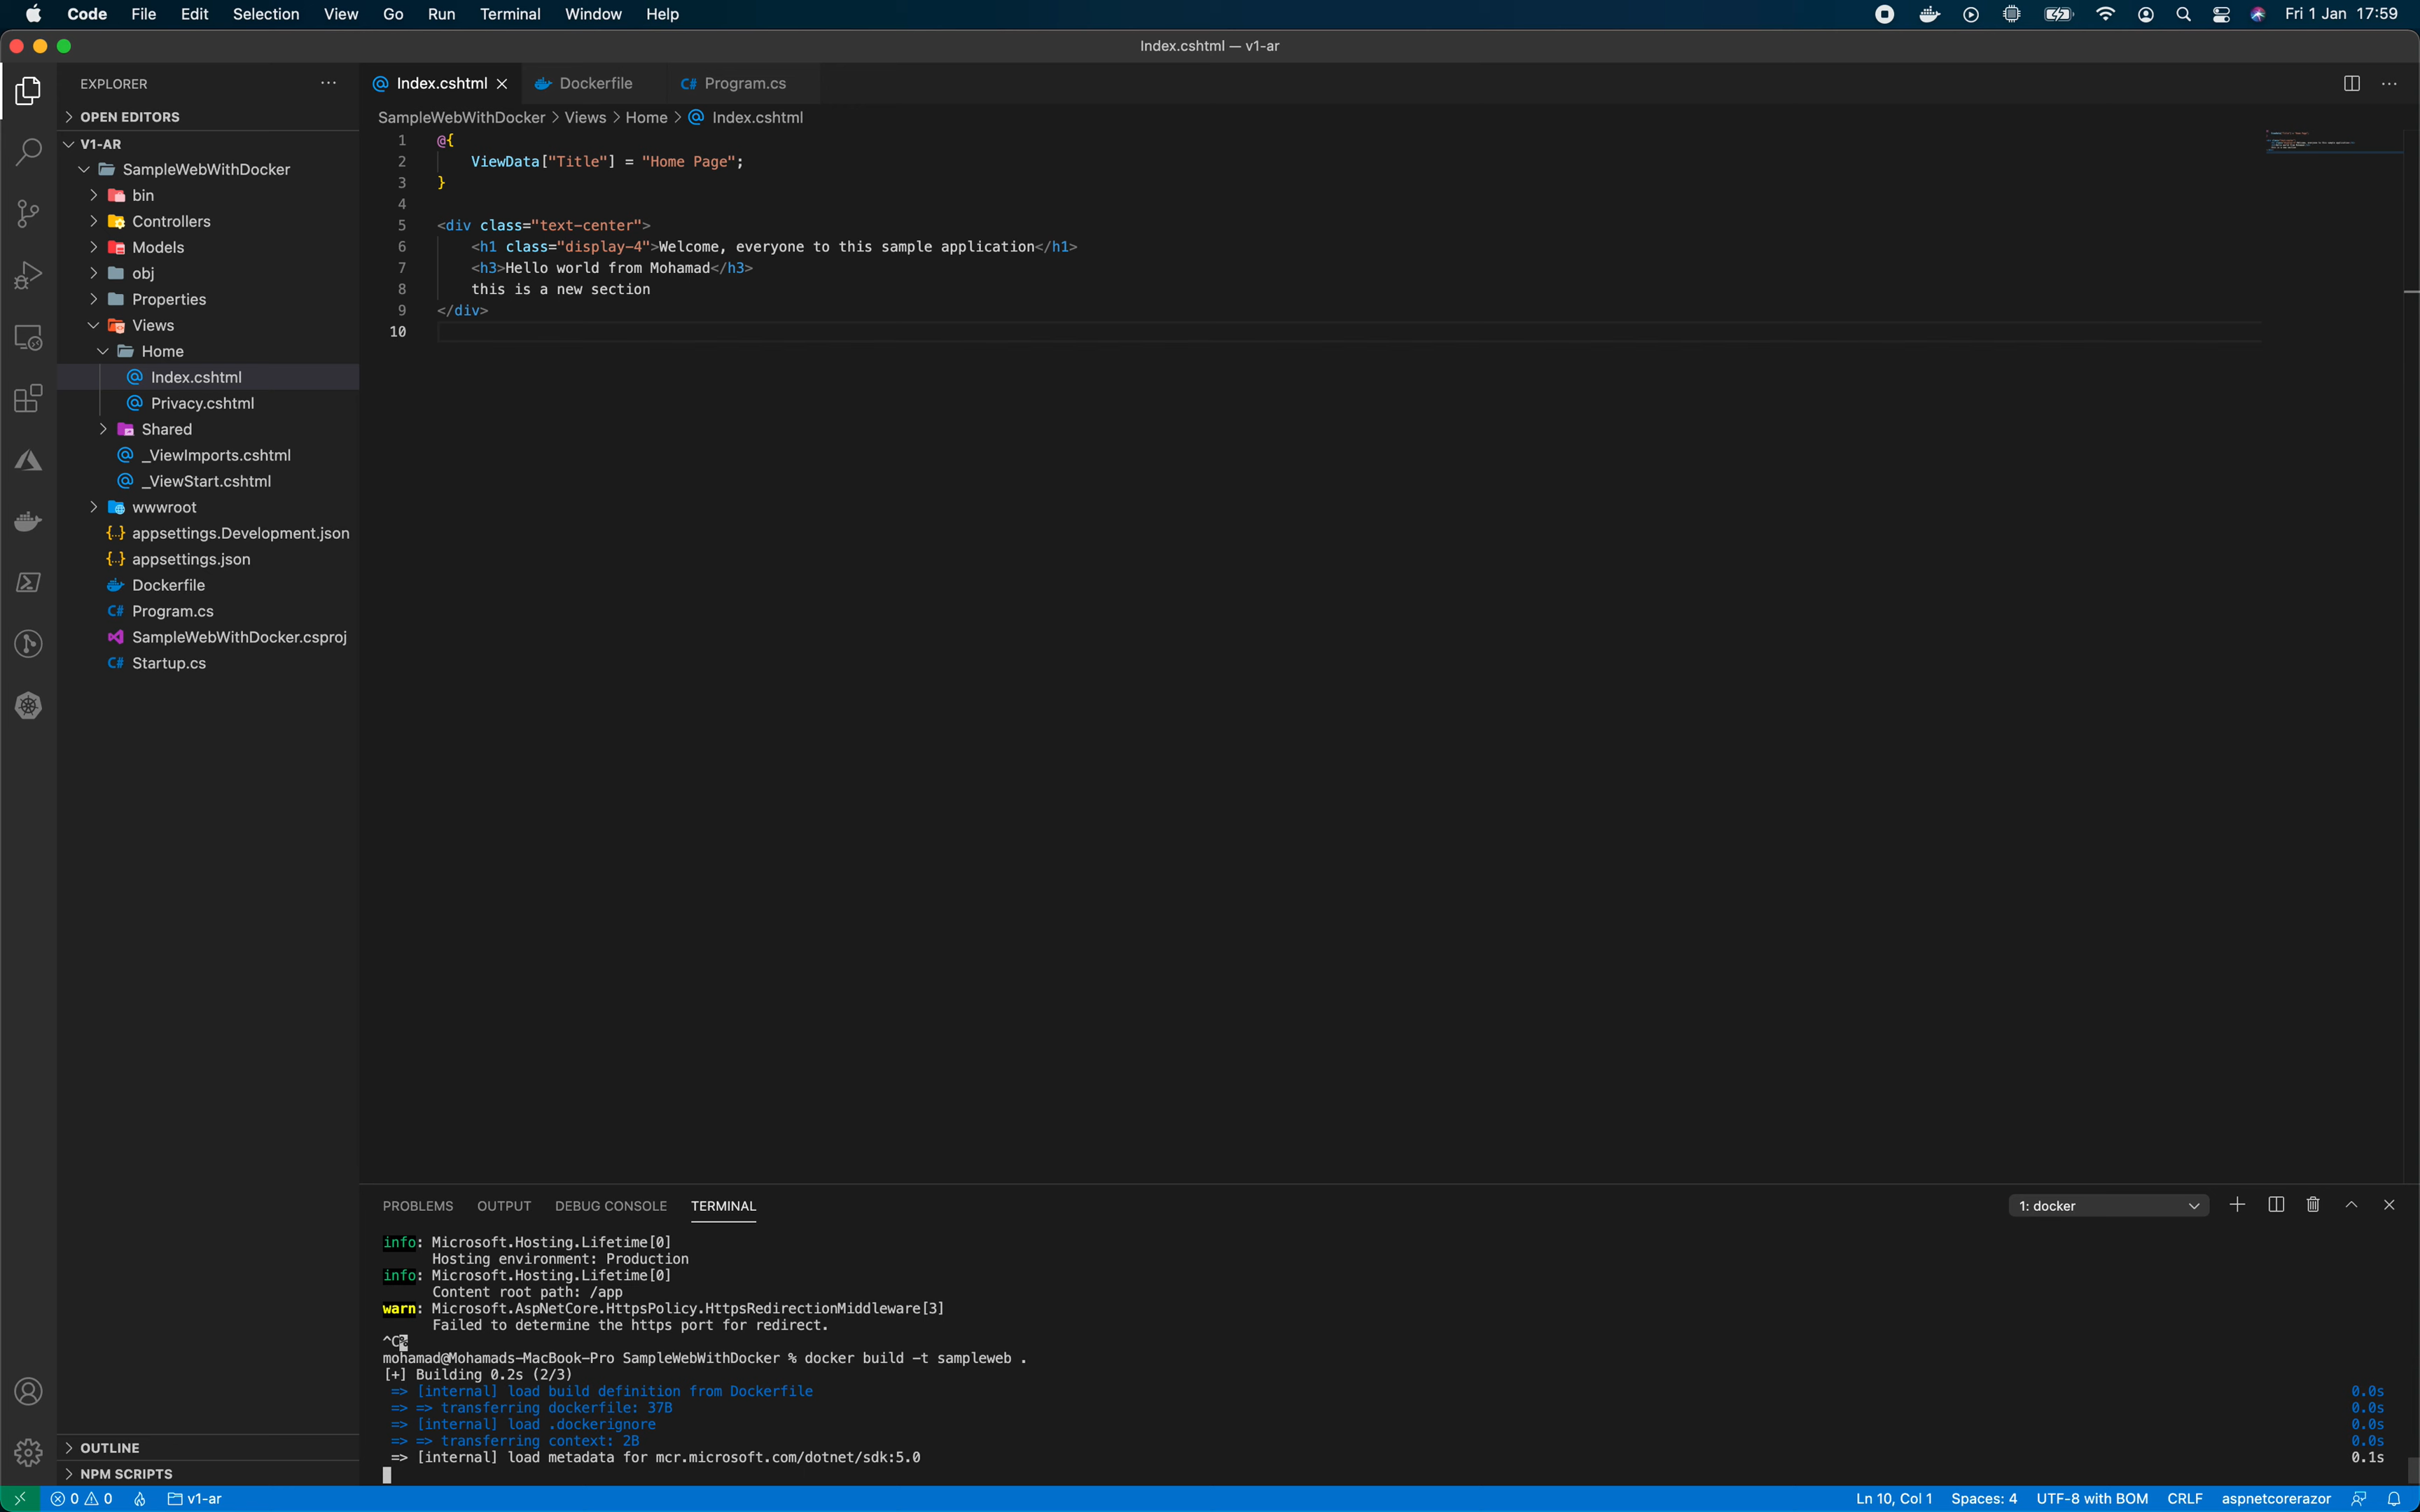 Code File Edit Selection View Go Run Terminal Window Help Fri 1 Jan 17:59
Index.cshtml — v1-ar
EXPLORER ···
OPEN EDITORS
V1-AR
SampleWebWithDocker
bin
Controllers
Models
obj
Properties
Views
Home
Index.cshtml
Privacy.cshtml
Shared
_ViewImports.cshtml
_ViewStart.cshtml
wwwroot
{..} appsettings.Development.json
{..} appsettings.json
Dockerfile
C# Program.cs
SampleWebWithDocker.csproj
C# Startup.cs
OUTLINE
NPM SCRIPTS
@ Index.cshtml Dockerfile C# Program.cs
SampleWebWithDocker > Views > Home > @ Index.cshtml
1 @{
2 ViewData["Title"] = "Home Page";
3 }
4
5 <div class="text-center">
6 <h1 class="display-4">Welcome, everyone to this sample application</h1>
7 <h3>Hello world from Mohamad</h3>
8 this is a new section
9 </div>
10
PROBLEMS OUTPUT DEBUG CONSOLE TERMINAL 1: docker
info: Microsoft.Hosting.Lifetime[0]
Hosting environment: Production
info: Microsoft.Hosting.Lifetime[0]
Content root path: /app
warn: Microsoft.AspNetCore.HttpsPolicy.HttpsRedirectionMiddleware[3]
Failed to determine the https port for redirect.
^C%
mohamad@Mohamads-MacBook-Pro SampleWebWithDocker % docker build -t sampleweb .
[+] Building 0.2s (2/3)
=> [internal] load build definition from Dockerfile 0.0s
=> => transferring dockerfile: 37B 0.0s
=> [internal] load .dockerignore 0.0s
=> => transferring context: 2B 0.0s
=> [internal] load metadata for mcr.microsoft.com/dotnet/sdk:5.0 0.1s
0 0 v1-ar Ln 10, Col 1 Spaces: 4 UTF-8 with BOM CRLF aspnetcorerazor